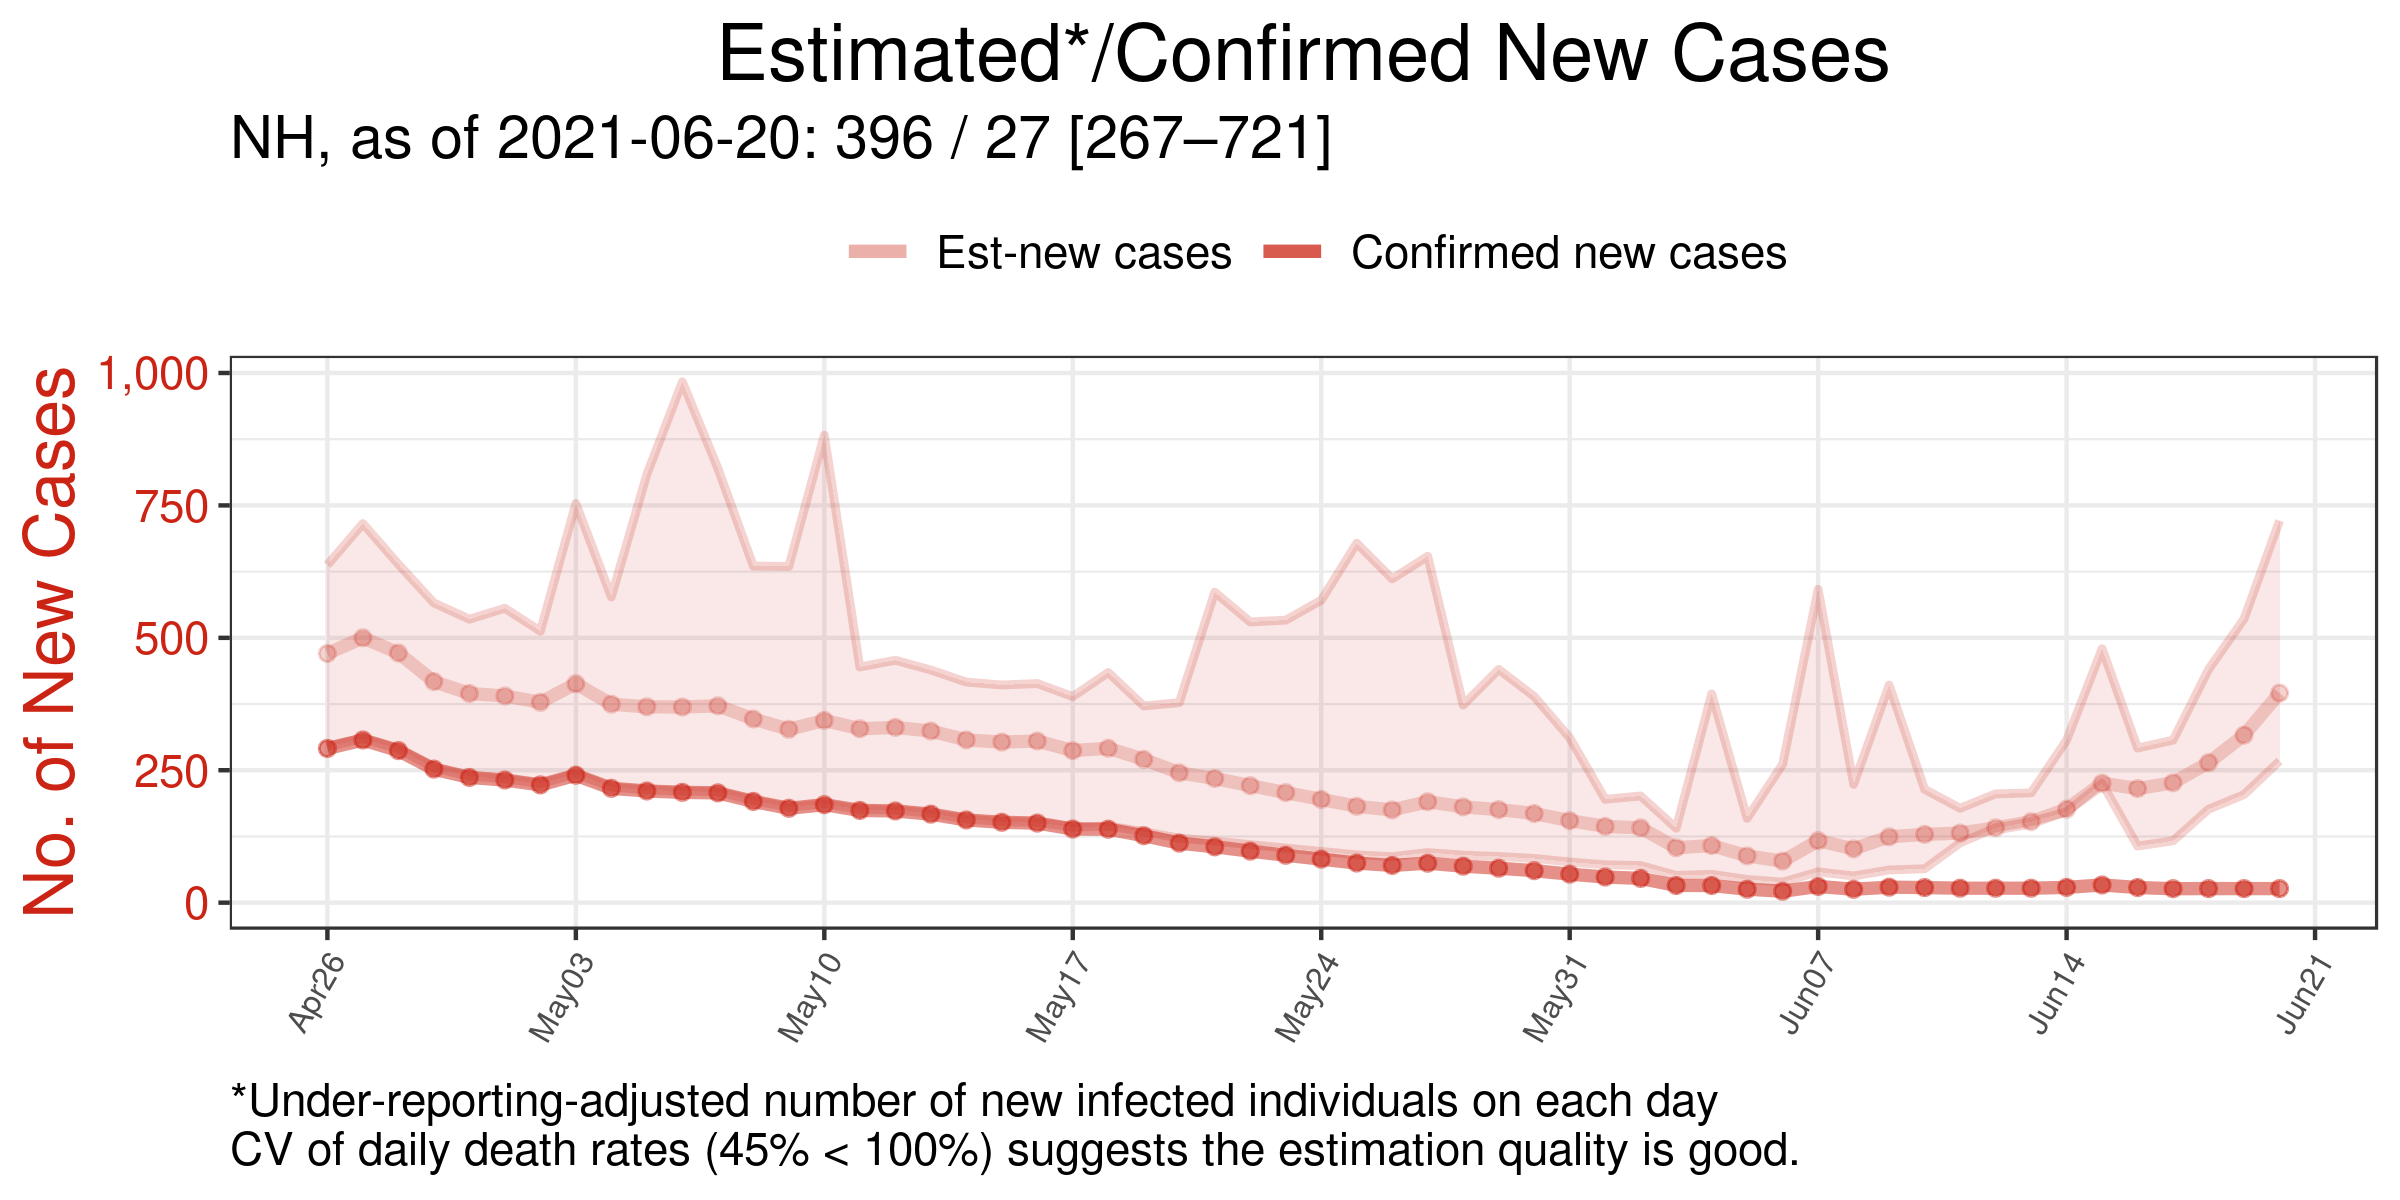 Estimated*/Confirmed New Cases
NH, as of 2021-06-20: 396 / 27 [267–721]
Est-new cases
Confirmed new cases
No. of New Cases
1,000
750
500
250
0
Apr26
May03
May10
May17
May24
May31
Jun07
Jun14
Jun21
*Under-reporting-adjusted number of new infected individuals on each day
CV of daily death rates (45% < 100%) suggests the estimation quality is good.